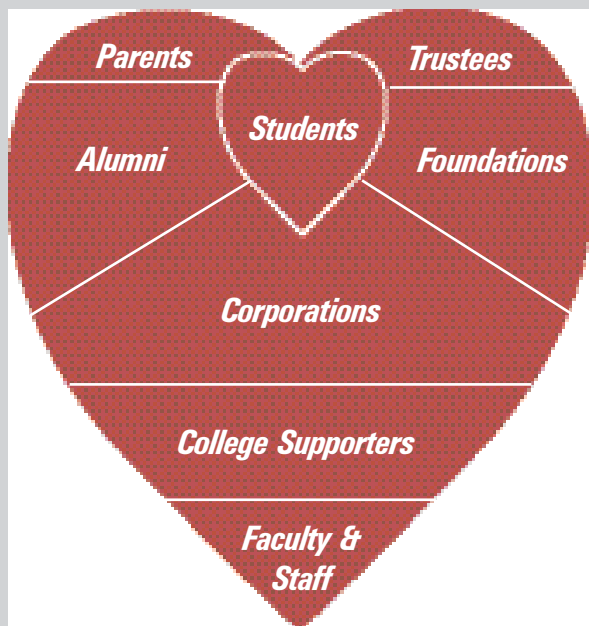 Parents
Trustees
Students
Alumni
Foundations
Corporations
College Supporters
Faculty &
Staff